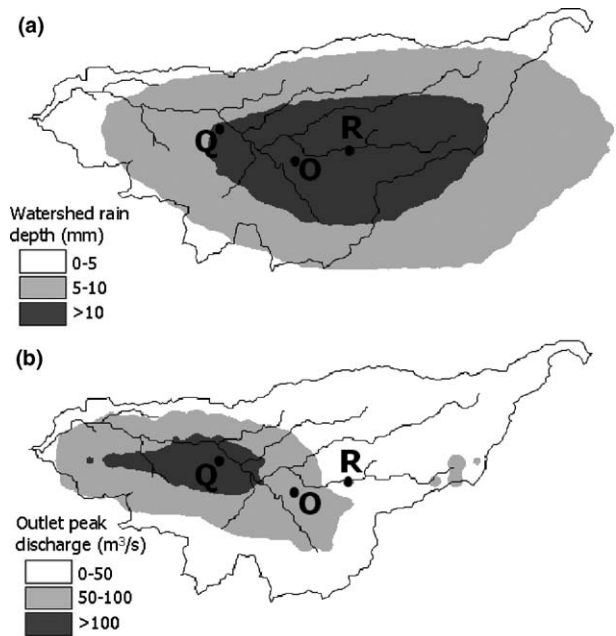 (a)
R
Q
O
Watershed rain
depth (mm)
0-5
5-10
>10
(b)
R
Q
O
Outlet peak
discharge (m³/s)
0-50
50-100
>100